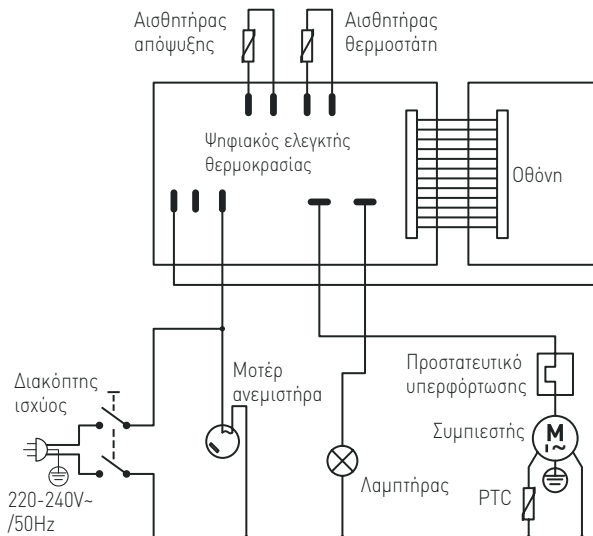 Αισθητήρας
απόψυξης
Αισθητήρας
θερμοστάτη
Ψηφιακός ελεγκτής
θερμοκρασίας
Οθόνη
Διακόπτης
ισχύος
Μοτέρ
ανεμιστήρα
Προστατευτικό
υπερφόρτωσης
Συμπιεστής
M
~
Λαμπτήρας
PTC
220-240V~
/50Hz